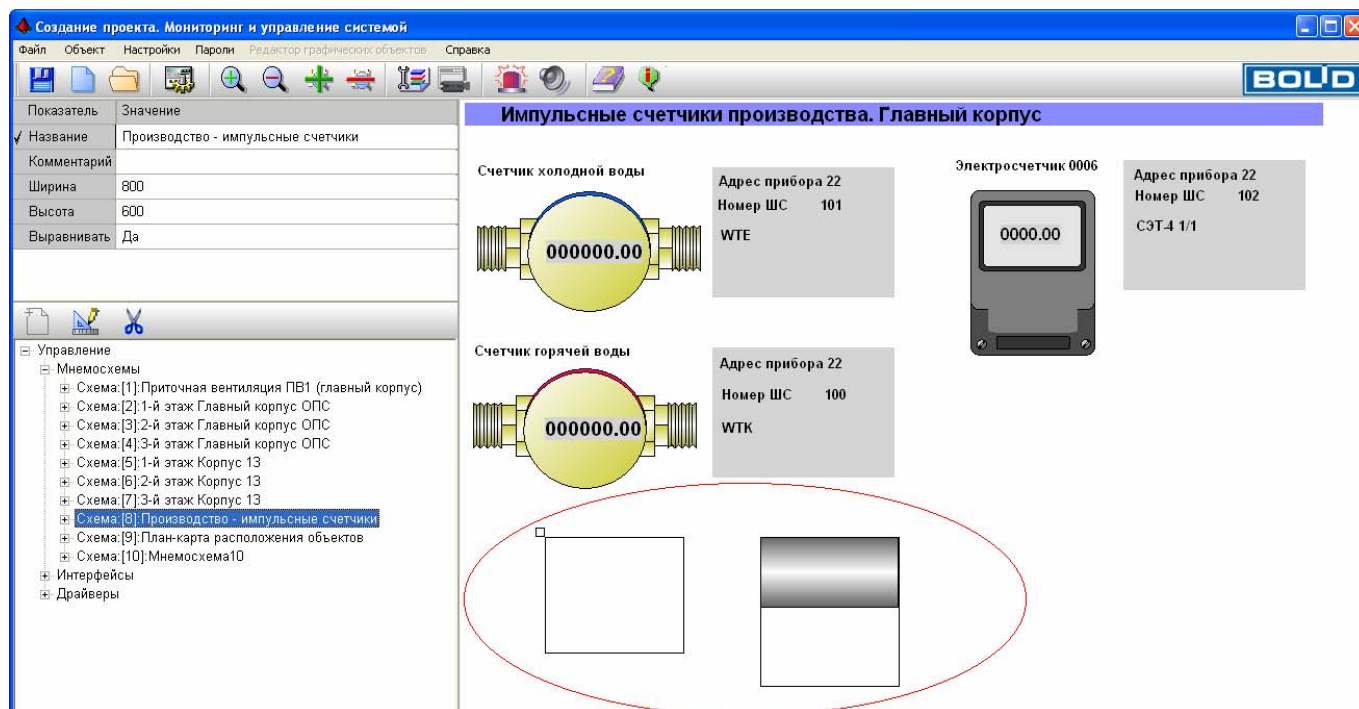 Создание проекта. Мониторинг и управление системой
Файл Объект Настройки Пароли Редактор графических объектов Справка
BOLID
Показатель Значение
Название Производство - импульсные счетчики
Комментарий
Ширина 800
Высота 600
Выравнивать Да
Управление
Мнемосхемы
Схема:[1]:Приточная вентиляция ПВ1 (главный корпус)
Схема:[2]:1-й этаж Главный корпус ОПС
Схема:[3]:2-й этаж Главный корпус ОПС
Схема:[4]:3-й этаж Главный корпус ОПС
Схема:[5]:1-й этаж Корпус 13
Схема:[6]:2-й этаж Корпус 13
Схема:[7]:3-й этаж Корпус 13
Схема:[8]:Производство - импульсные счетчики
Схема:[9]:План-карта расположения объектов
Схема:[10]:Мнемосхема10
Интерфейсы
Драйверы
Импульсные счетчики производства. Главный корпус
Счетчик холодной воды
000000.00
Адрес прибора 22
Номер ШС 101
WTE
Электросчетчик 0006
0000.00
Адрес прибора 22
Номер ШС 102
СЭТ-4 1/1
Счетчик горячей воды
000000.00
Адрес прибора 22
Номер ШС 100
WTK